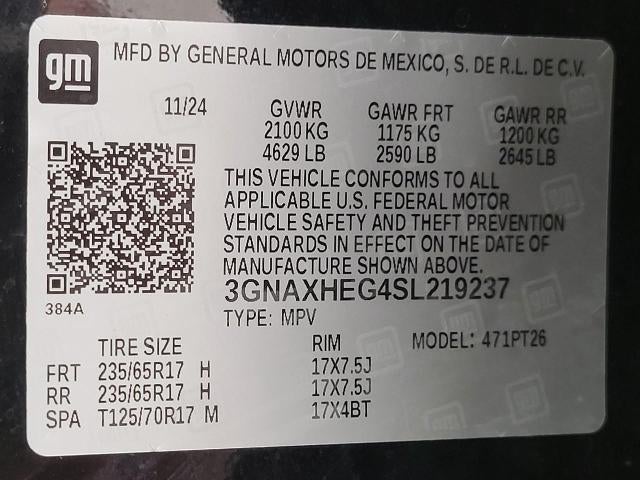 gm MFD BY GENERAL MOTORS DE MEXICO, S. DE R.L. DE C.V.
11/24 GVWR GAWR FRT GAWR RR
2100 KG 1175 KG 1200 KG
4629 LB 2590 LB 2645 LB
THIS VEHICLE CONFORMS TO ALL
APPLICABLE U.S. FEDERAL MOTOR
VEHICLE SAFETY AND THEFT PREVENTION
STANDARDS IN EFFECT ON THE DATE OF
MANUFACTURE SHOWN ABOVE.
3GNAXHEG4SL219237
384A
TYPE: MPV
TIRE SIZE RIM MODEL: 471PT26
FRT 235/65R17 H 17X7.5J
RR 235/65R17 H 17X7.5J
SPA T125/70R17 M 17X4BT